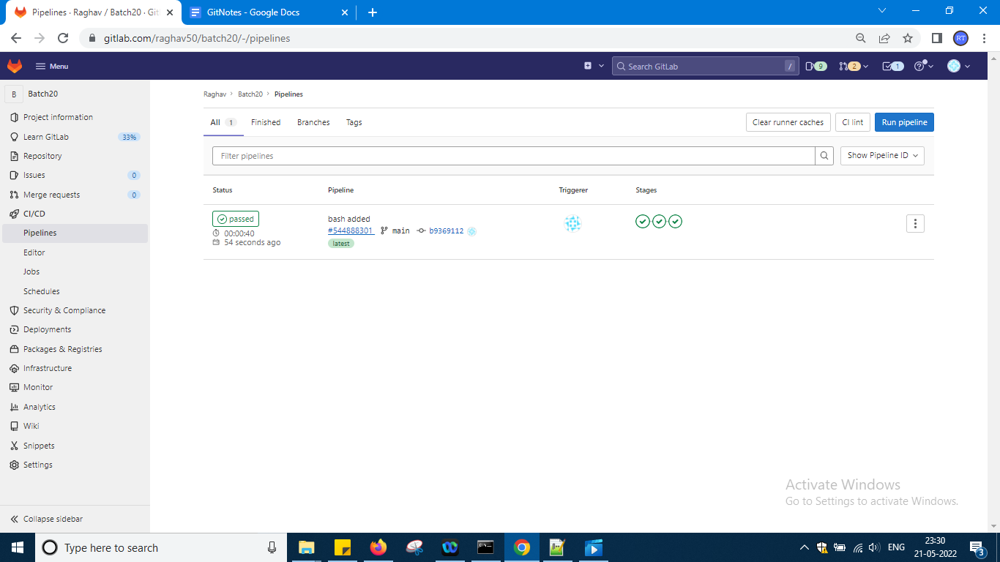 Pipelines · Raghav / Batch20 · Git
GitNotes - Google Docs
gitlab.com/raghav50/batch20/-/pipelines
RT
Menu
Search GitLab
/
9
2
1
B
Batch20
Project information
Learn GitLab
33%
Repository
Issues
0
Merge requests
0
CI/CD
Pipelines
Editor
Jobs
Schedules
Security & Compliance
Deployments
Packages & Registries
Infrastructure
Monitor
Analytics
Wiki
Snippets
Settings
Collapse sidebar
Raghav › Batch20 › Pipelines
All 1 Finished Branches Tags
Clear runner caches CI lint Run pipeline
Filter pipelines
Show Pipeline ID
Status Pipeline Triggerer Stages
passed
00:00:40
54 seconds ago
bash added
#544888301 main b9369112
latest
Activate Windows
Go to Settings to activate Windows.
Type here to search
ENG
23:30
21-05-2022
3